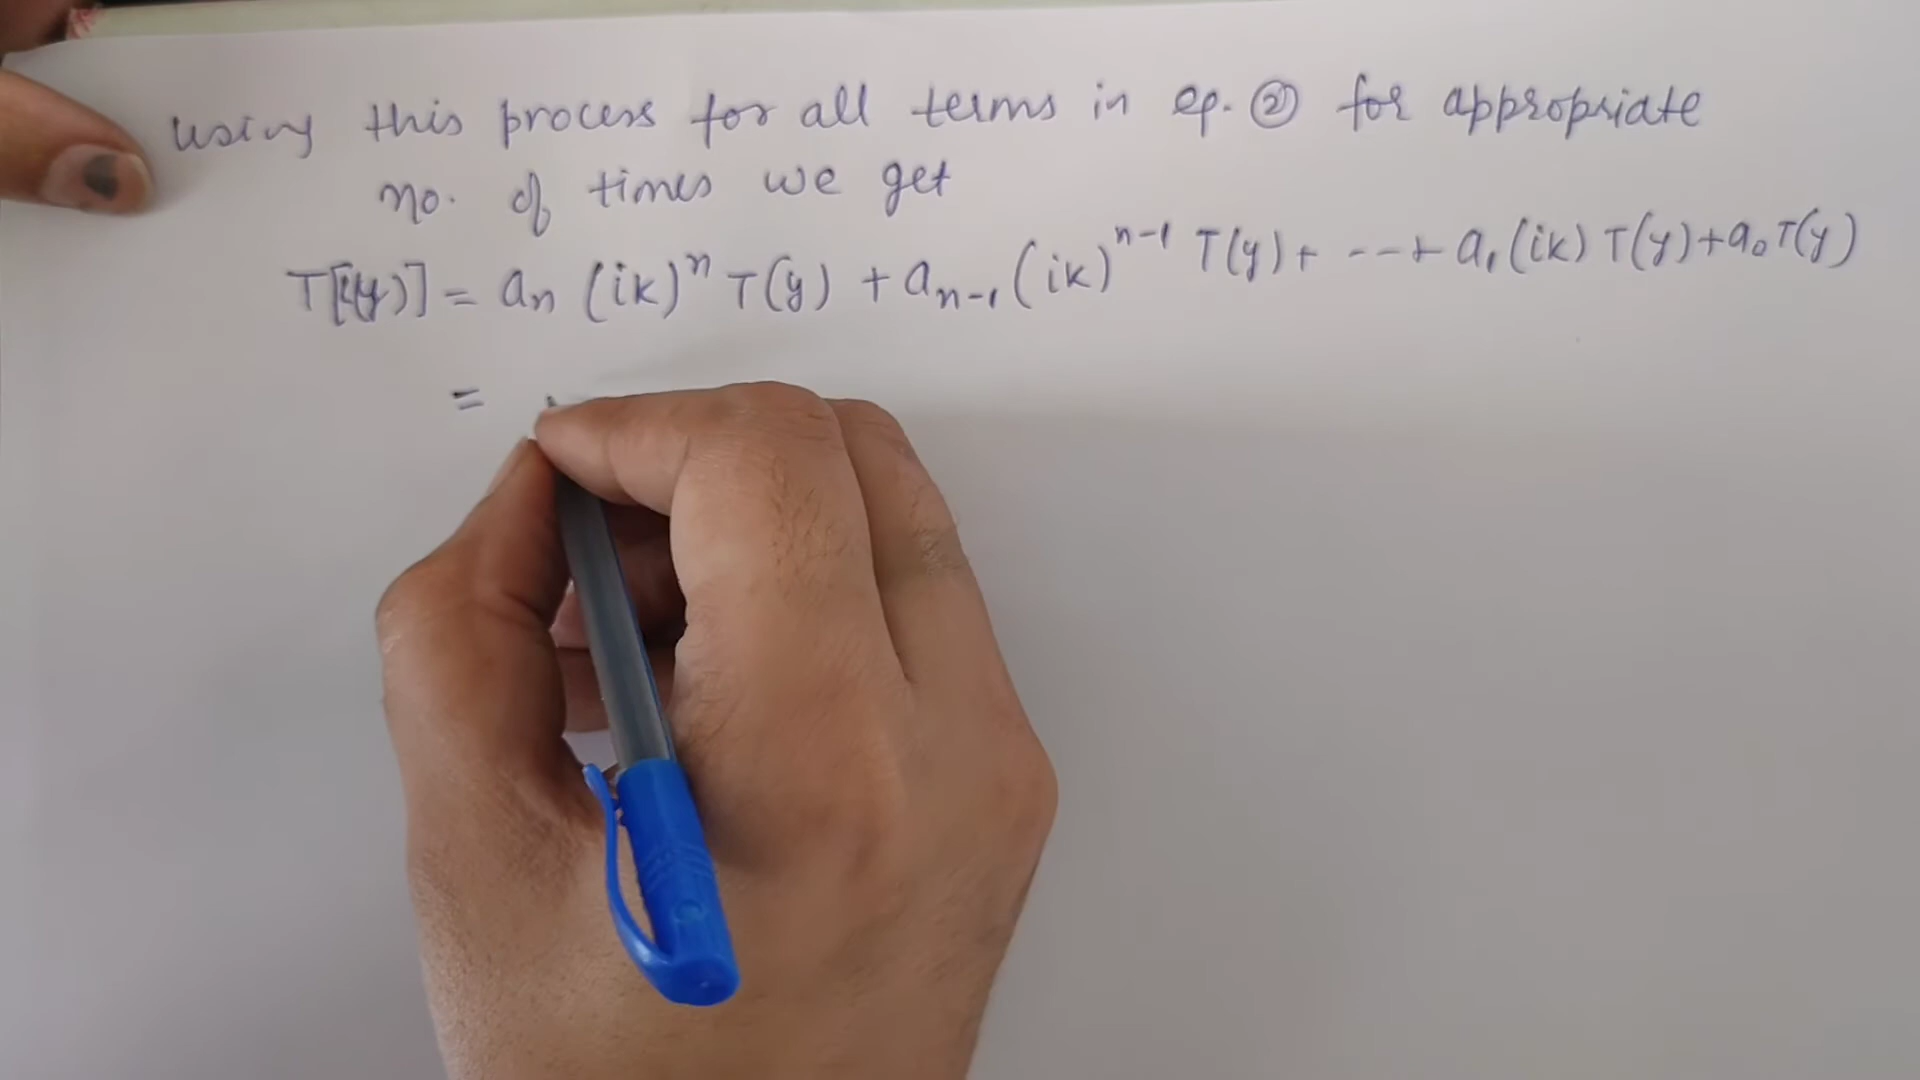 using this process for all terms in eq. ② for appropriate
no. of times we get
T[L(y)] = aₙ (ik)ⁿ T(y) + aₙ₋₁ (ik)ⁿ⁻¹ T(y) + --- + a₁ (ik) T(y) + a₀ T(y)
=